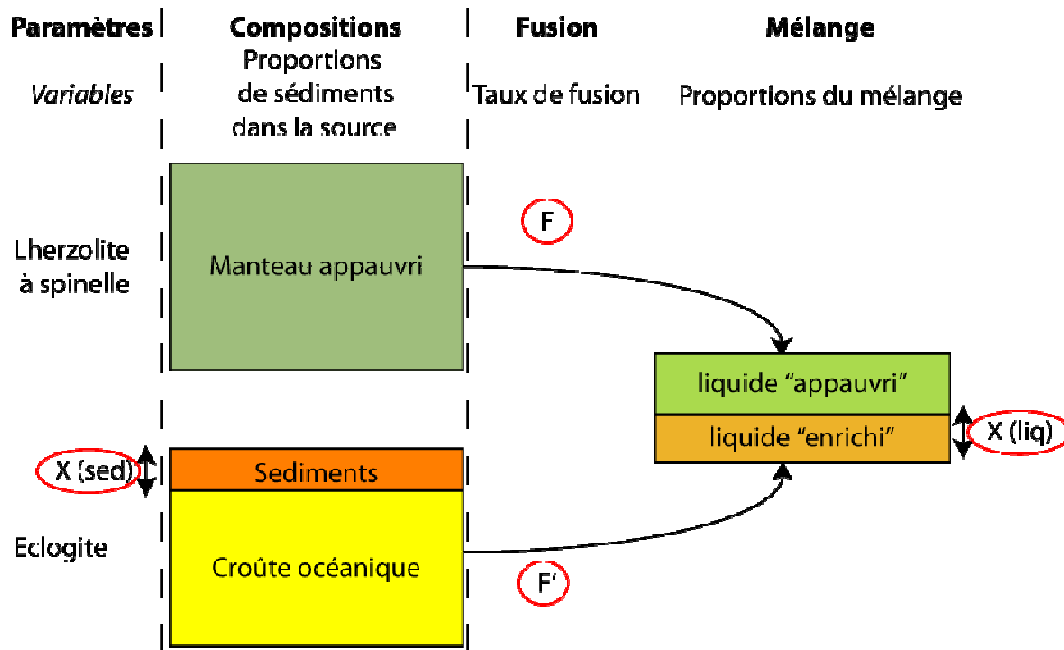 Paramètres
Compositions
Fusion
Mélange
Variables
Proportions
de sédiments
dans la source
Taux de fusion
Proportions du mélange
Lherzolite
à spinelle
Manteau appauvri
F
liquide "appauvri"
liquide "enrichi"
X (liq)
X (sed)
Sediments
Eclogite
Croûte océanique
F'